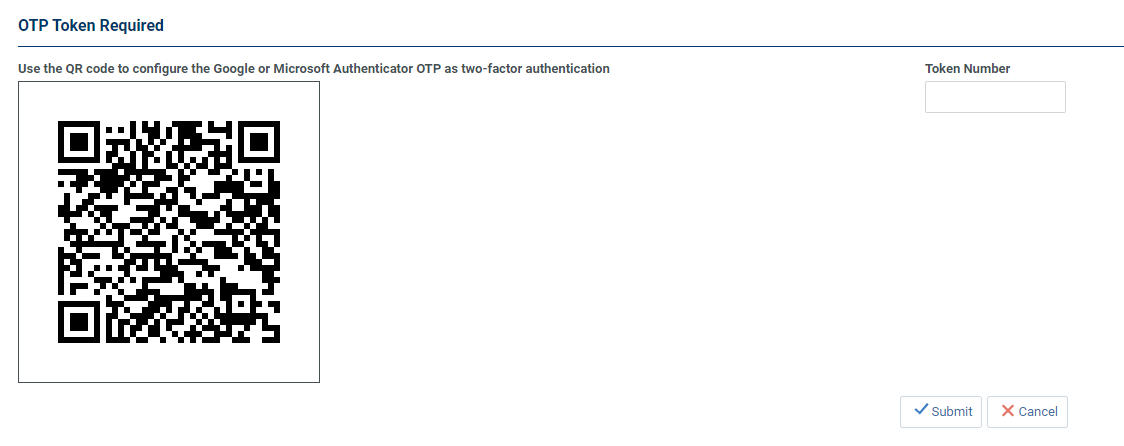 OTP Token Required
Use the QR code to configure the Google or Microsoft Authenticator OTP as two-factor authentication
Token Number
Submit
Cancel